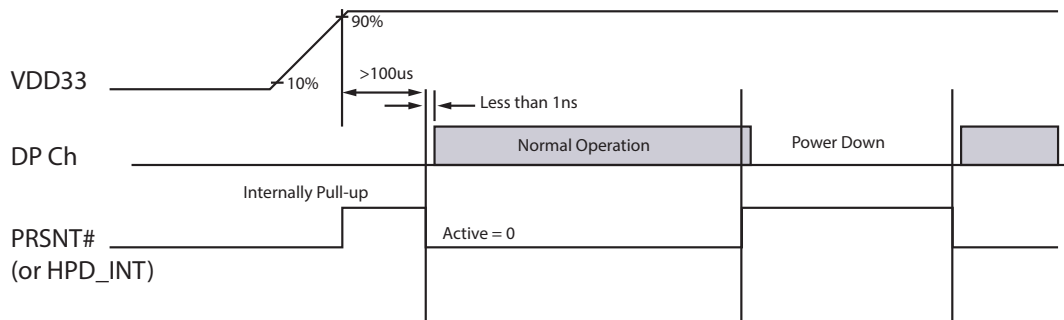 90%
VDD33
10%
>100us
Less than 1ns
DP Ch
Normal Operation
Power Down
Internally Pull-up
PRSNT#
(or HPD_INT)
Active = 0